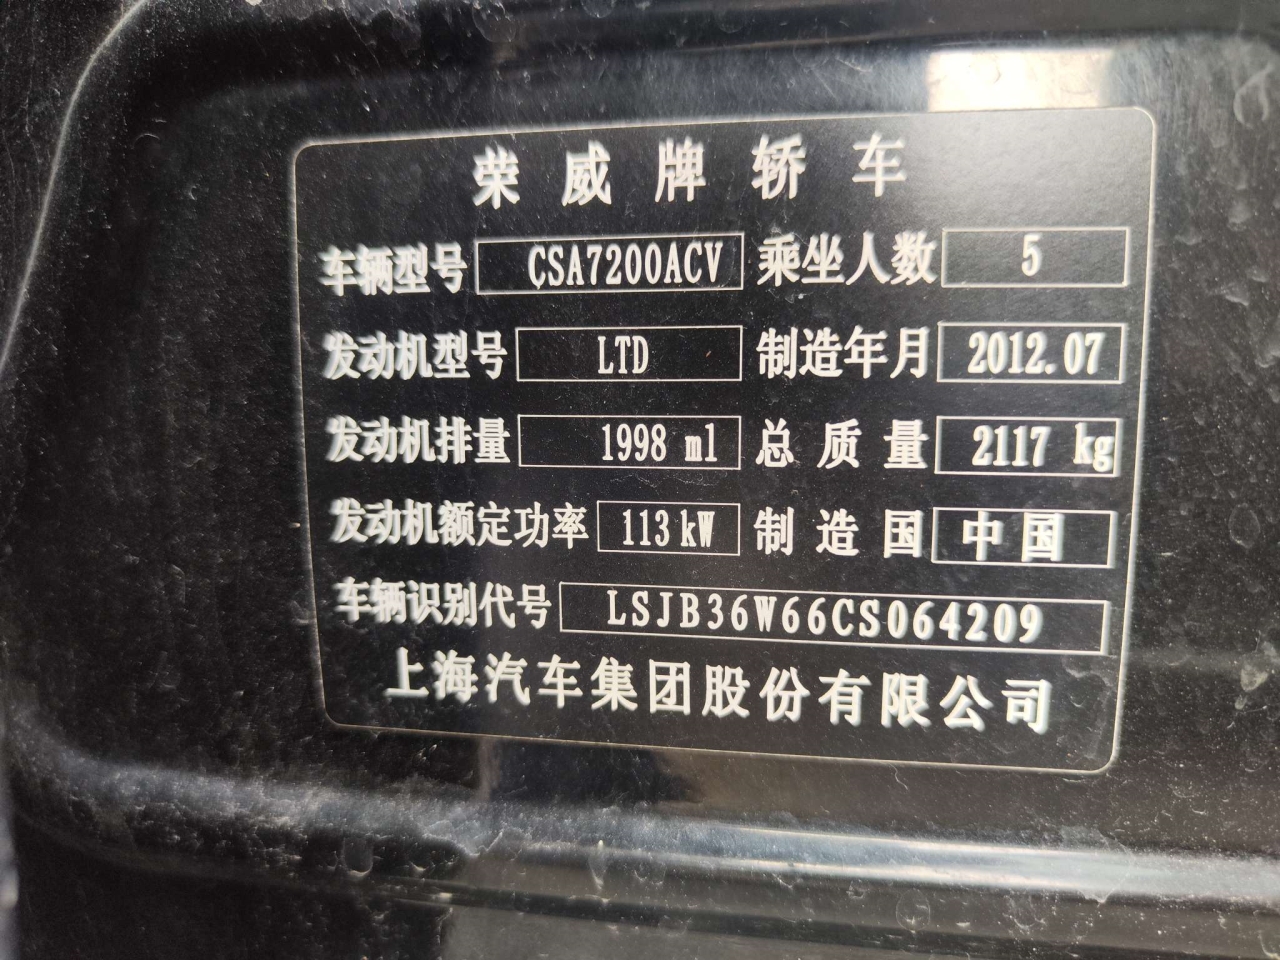 荣威牌轿车
车辆型号 CSA7200ACV 乘坐人数 5
发动机型号 LTD 制造年月 2012.07
发动机排量 1998 ml 总质量 2117 kg
发动机额定功率 113kW 制造国 中国
车辆识别代号 LSJB36W66CS064209
上海汽车集团股份有限公司